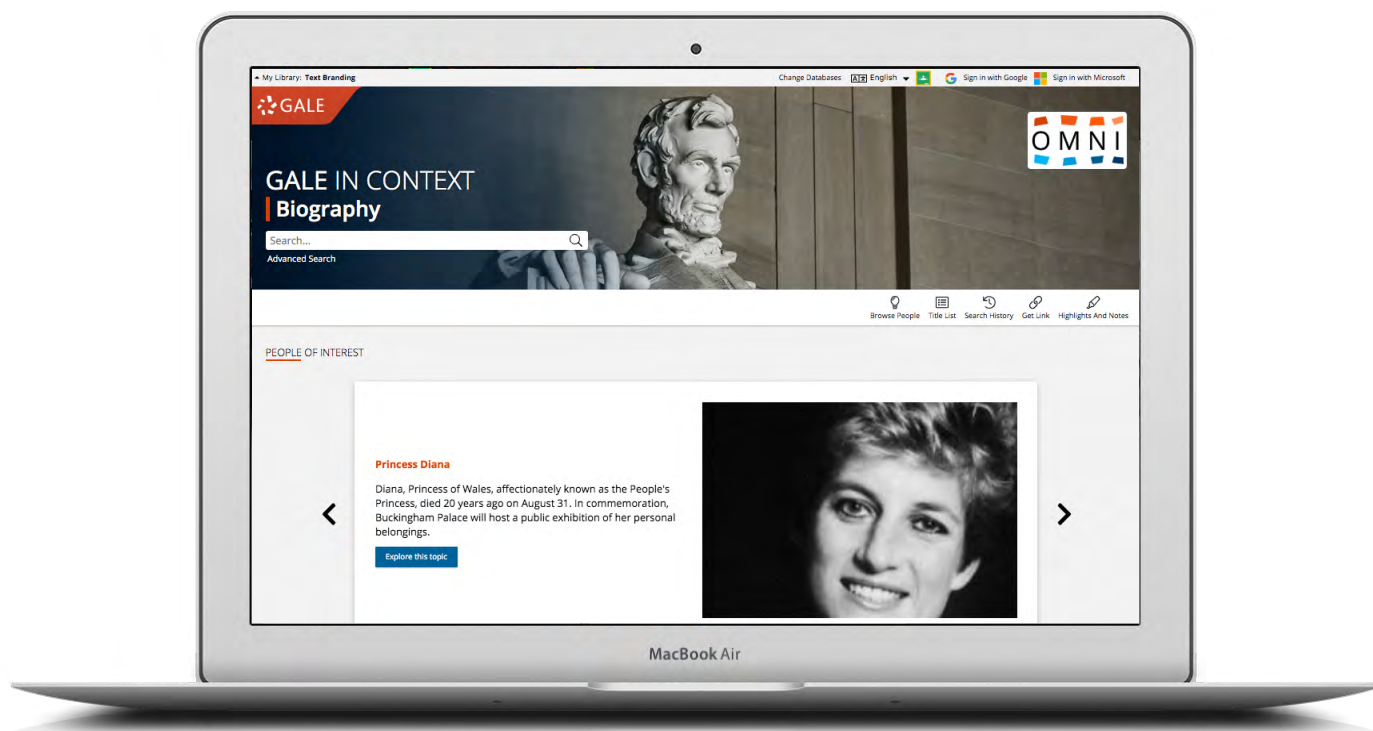 My Library: Text Branding
Change Databases English Sign in with Google Sign in with Microsoft
GALE
OMNI
GALE IN CONTEXT
Biography
Search...
Advanced Search
Browse People Title List Search History Get Link Highlights And Notes
PEOPLE OF INTEREST
Princess Diana
Diana, Princess of Wales, affectionately known as the People's
Princess, died 20 years ago on August 31. In commemoration,
Buckingham Palace will host a public exhibition of her personal
belongings.
Explore this topic
MacBook Air